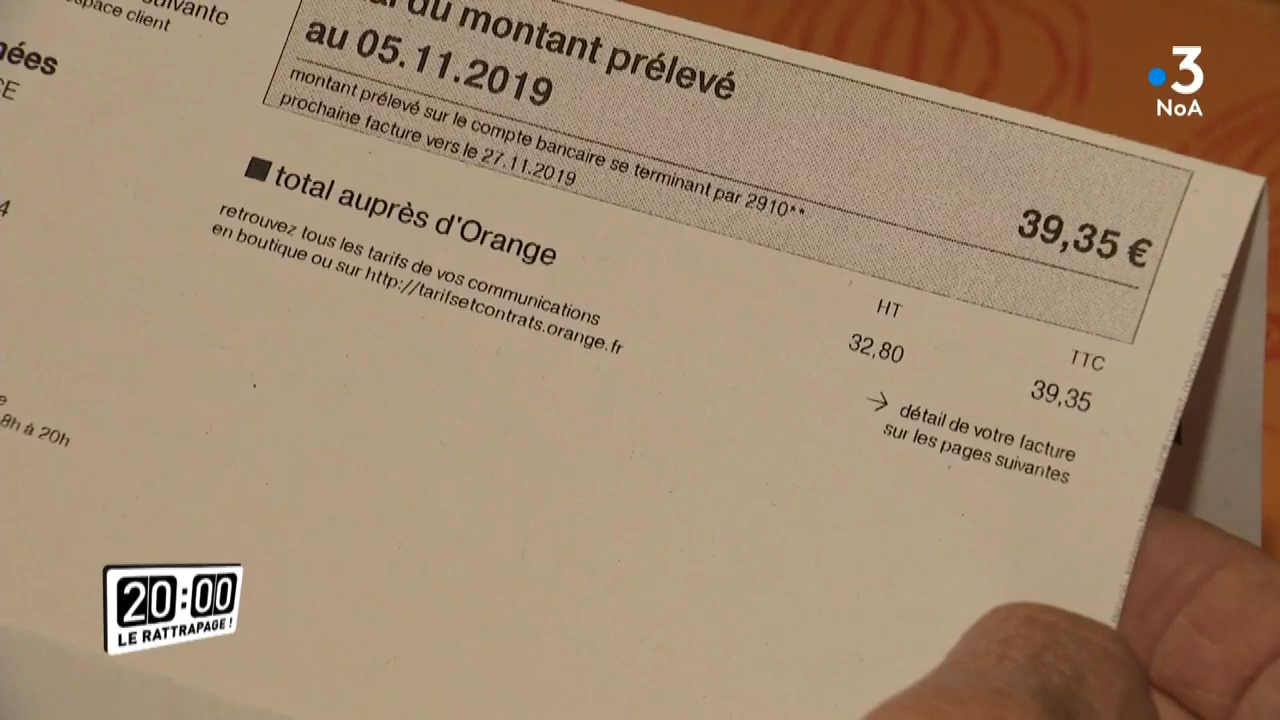 suivante
espace client
au 05.11.2019
du montant prélevé
montant prélevé sur le compte bancaire se terminant par 2910**
prochaine facture vers le 27.11.2019
39,35 €
total auprès d'Orange
retrouvez tous les tarifs de vos communications
en boutique ou sur http://tarifsetcontrats.orange.fr
HT
TTC
32,80
39,35
→ détail de votre facture
sur les pages suivantes
4
8h à 20h
3
NoA
20:00
LE RATTRAPAGE !